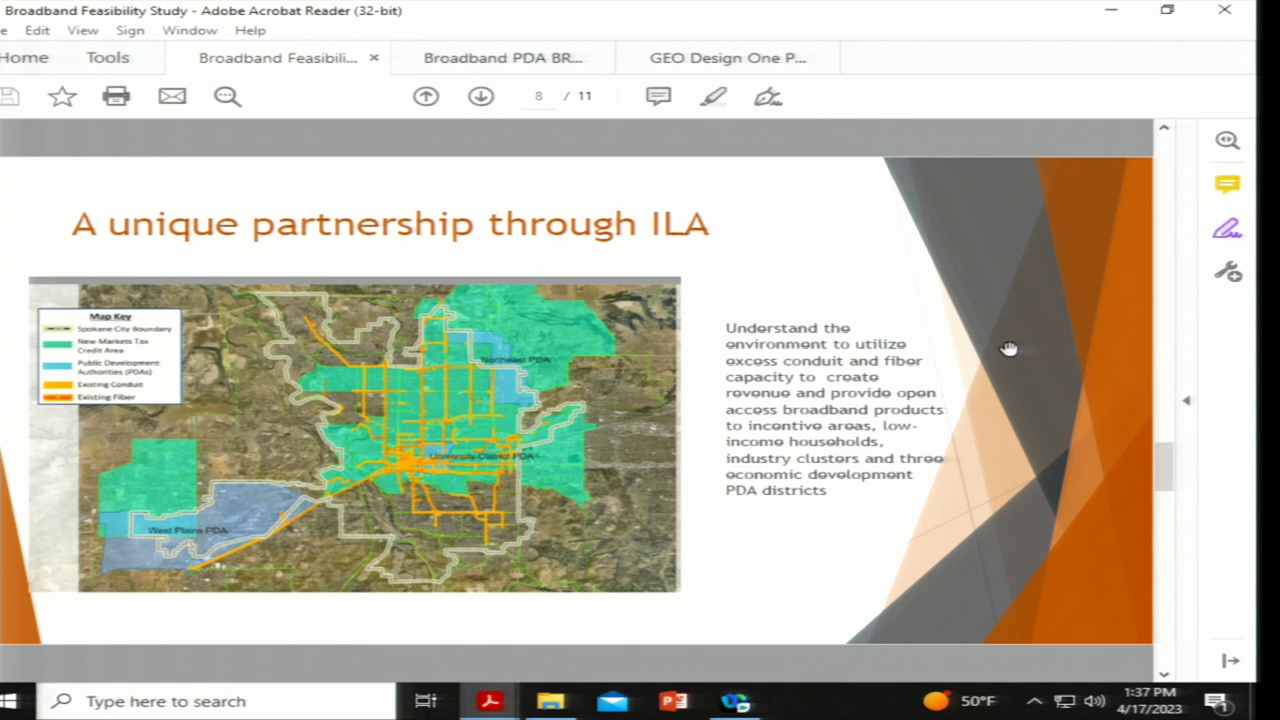 Broadband Feasibility Study - Adobe Acrobat Reader (32-bit)
Edit View Sign Window Help
Home Tools Broadband Feasibili... × Broadband PDA BR... GEO Design One P...
8 / 11
A unique partnership through ILA
Map Key
Spokane City Boundary
New Markets Tax
Credit Area
Public Development
Authorities (PDAs)
Existing Conduit
Existing Fiber
Northeast PDA
University District PDA
West Plains PDA
Understand the
environment to utilize
excess conduit and fiber
capacity to create
revenue and provide open
access broadband products
to incentive areas, low-
income households,
industry clusters and three
economic development
PDA districts
Type here to search
50°F
1:37 PM
4/17/2023
1